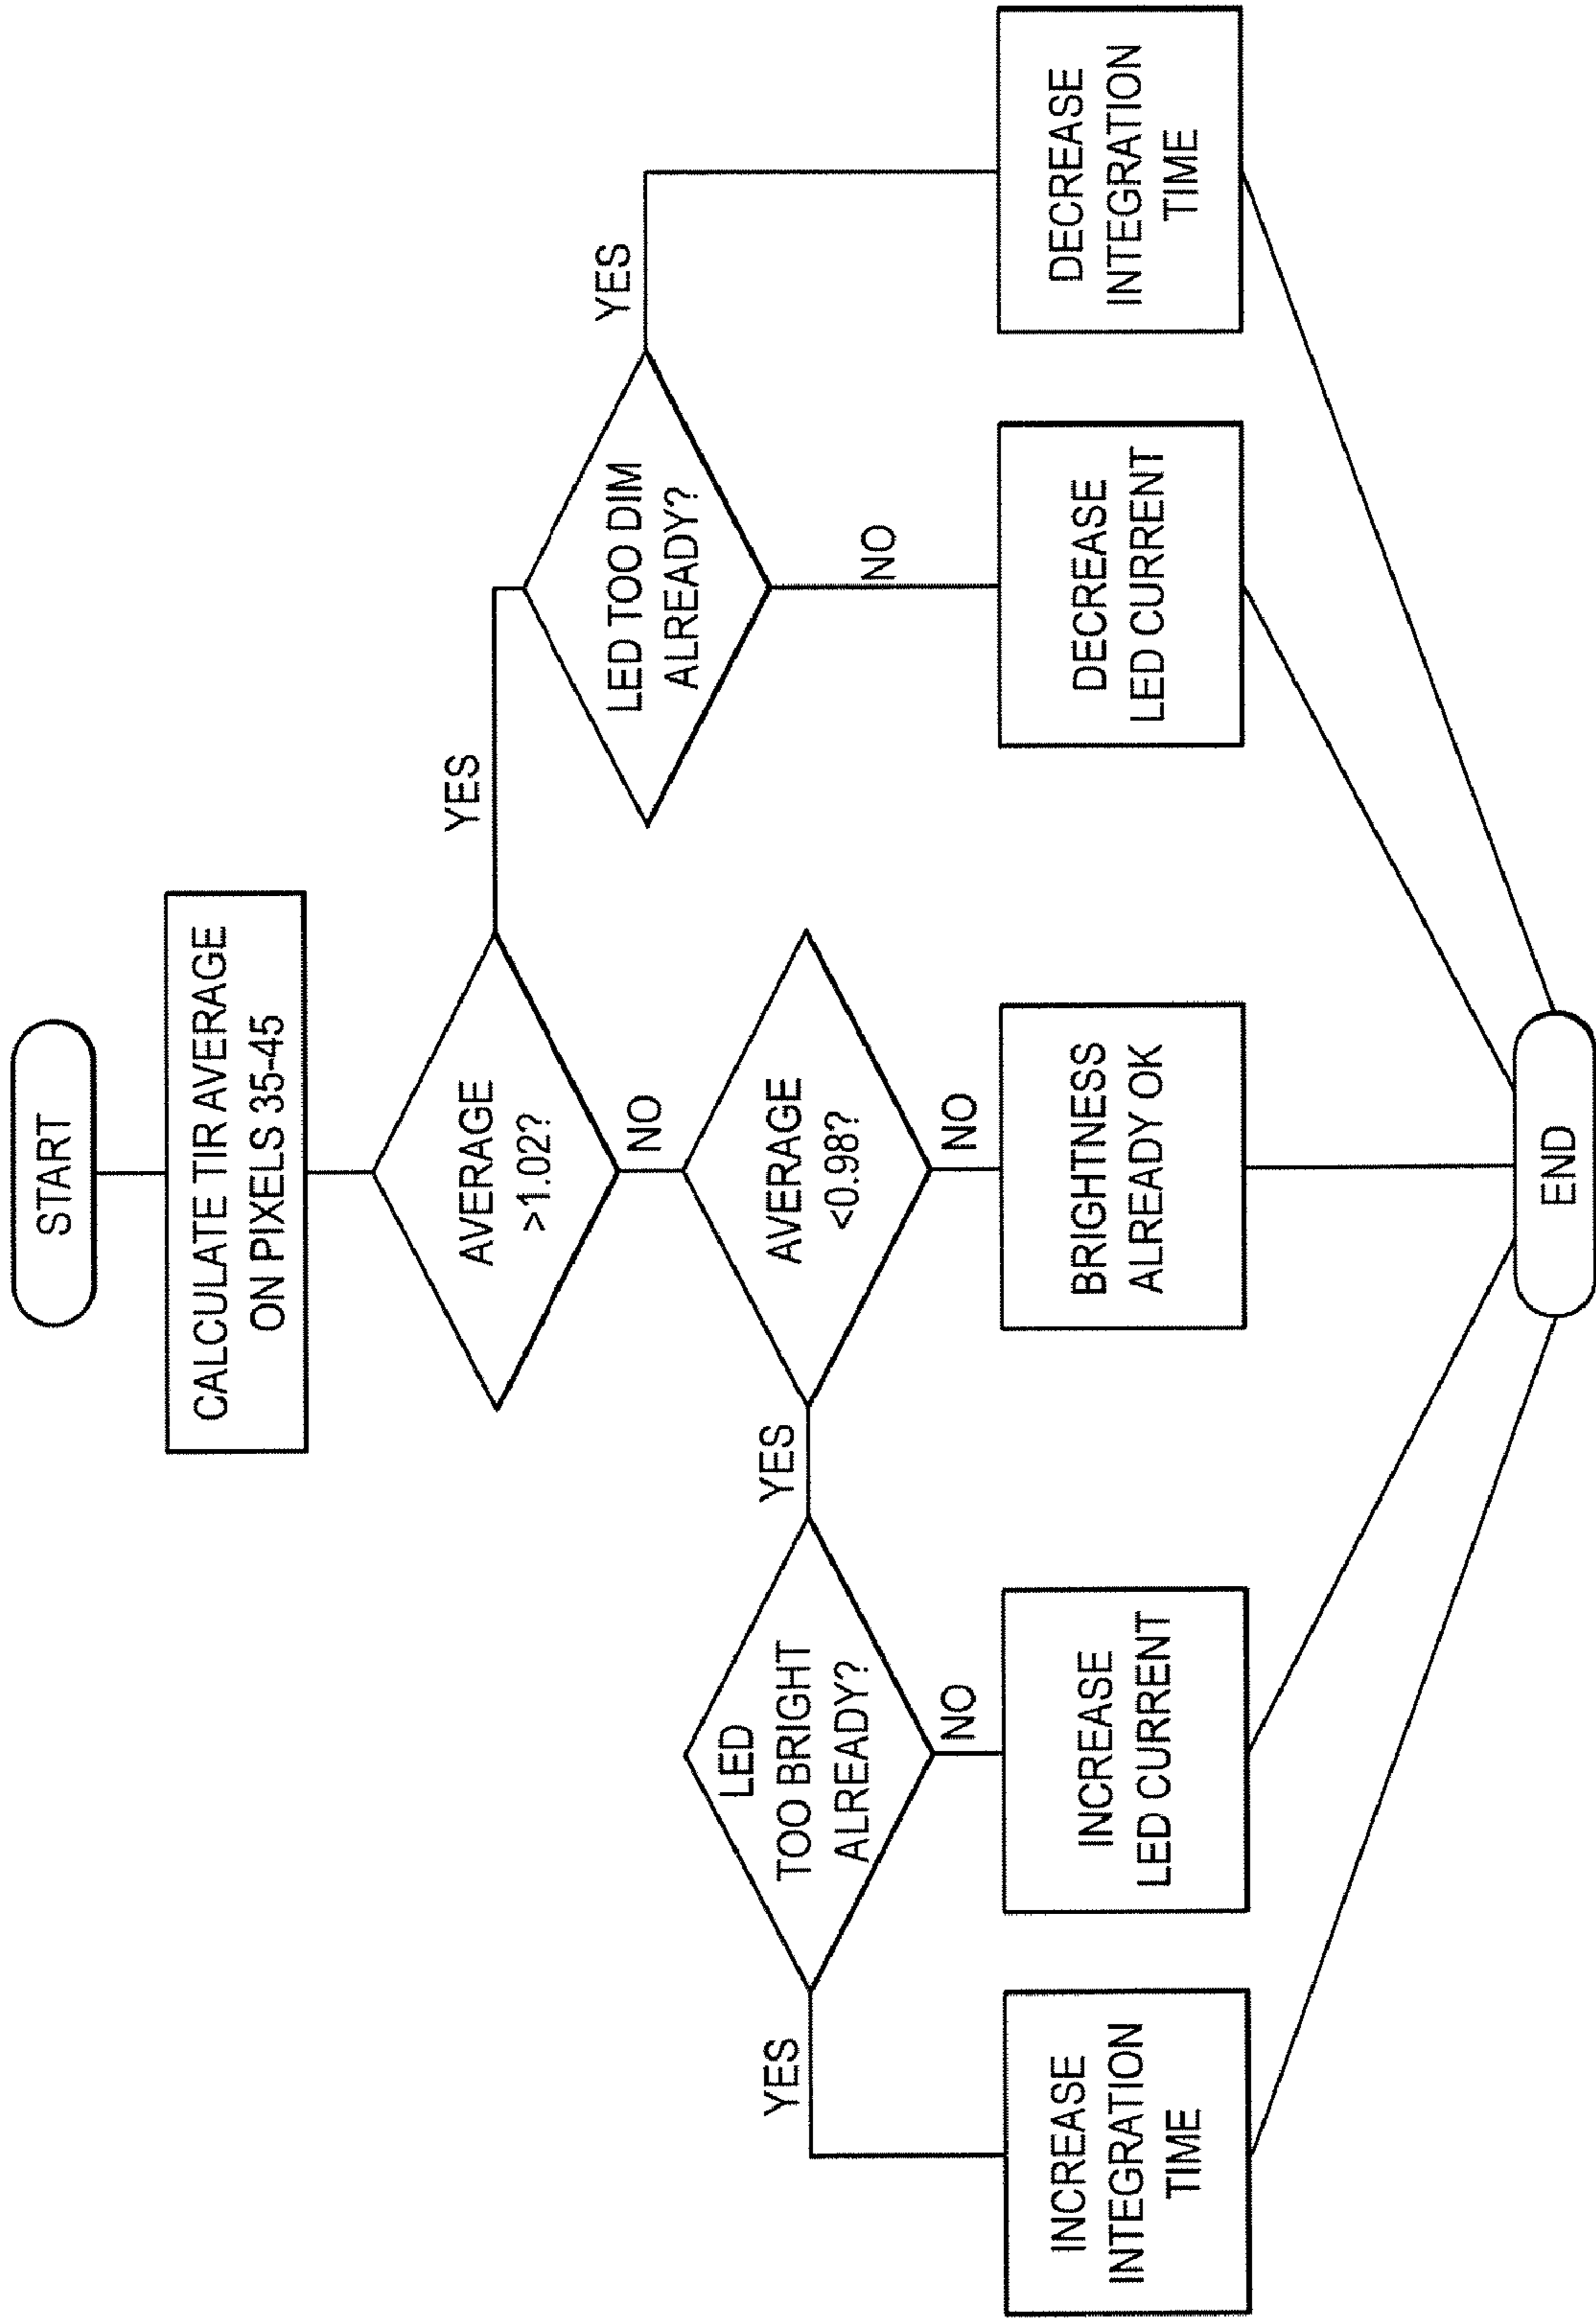 START
CALCULATE TIR AVERAGE
ON PIXELS 35-45
AVERAGE
>1.02?
YES
NO
LED TOO DIM
ALREADY?
YES
NO
AVERAGE
<0.98?
YES
NO
LED
TOO BRIGHT
ALREADY?
YES
NO
INCREASE
INTEGRATION
TIME
INCREASE
LED CURRENT
BRIGHTNESS
ALREADY OK
DECREASE
LED CURRENT
DECREASE
INTEGRATION
TIME
END